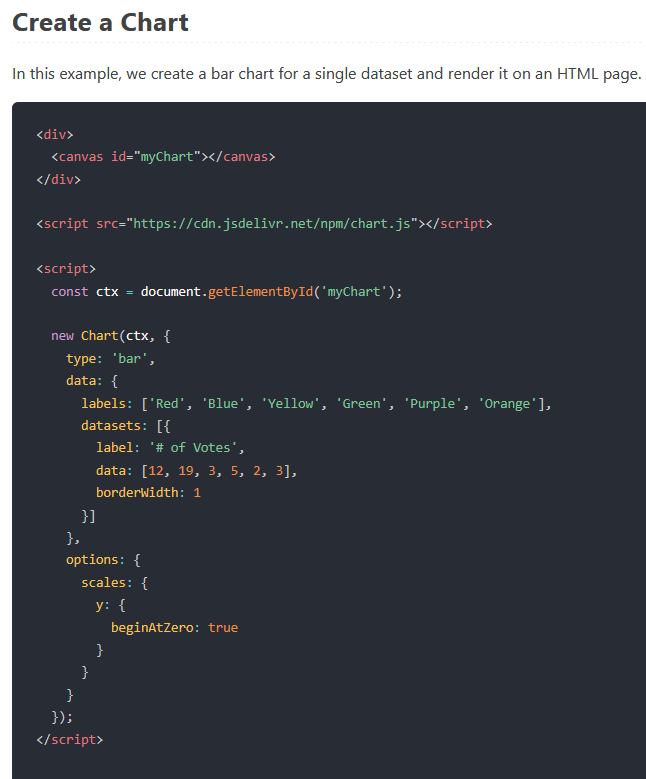 Create a Chart
In this example, we create a bar chart for a single dataset and render it on an HTML page.
<div>
  <canvas id="myChart"></canvas>
</div>

<script src="https://cdn.jsdelivr.net/npm/chart.js"></script>

<script>
  const ctx = document.getElementById('myChart');

  new Chart(ctx, {
    type: 'bar',
    data: {
      labels: ['Red', 'Blue', 'Yellow', 'Green', 'Purple', 'Orange'],
      datasets: [{
        label: '# of Votes',
        data: [12, 19, 3, 5, 2, 3],
        borderWidth: 1
      }]
    },
    options: {
      scales: {
        y: {
          beginAtZero: true
        }
      }
    }
  });
</script>